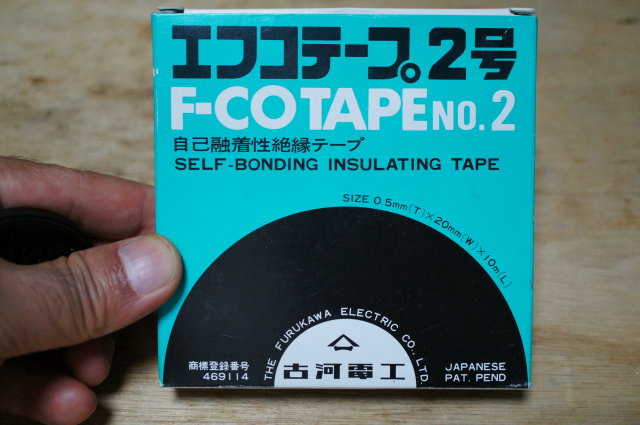 エフコテープ。2号
F-CO TAPE NO. 2
自己融着性絶縁テープ
SELF-BONDING INSULATING TAPE
SIZE 0.5mm(T)×20mm(W)×10m(L)
THE FURUKAWA ELECTRIC CO., LTD.
古河電工
商標登録番号
469114
JAPANESE
PAT. PEND